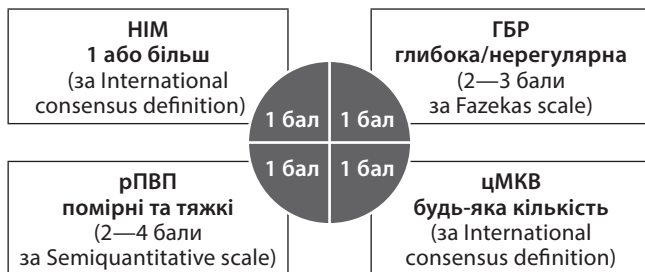 НІМ
1 або більш
(за International
consensus definition)
ГБР
глибока/нерегулярна
(2—3 бали
за Fazekas scale)
1 бал
1 бал
1 бал
1 бал
рПВП
помірні та тяжкі
(2—4 бали
за Semiquantitative scale)
цМКВ
будь-яка кількість
(за International
consensus definition)